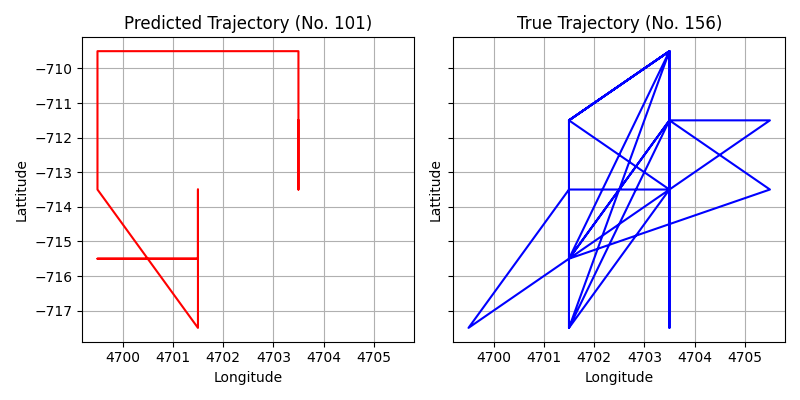 Predicted Trajectory (No. 101)
True Trajectory (No. 156)
−710
−711
−712
−713
−714
−715
−716
−717
Lattitude
Lattitude
4700 4701 4702 4703 4704 4705
4700 4701 4702 4703 4704 4705
Longitude
Longitude